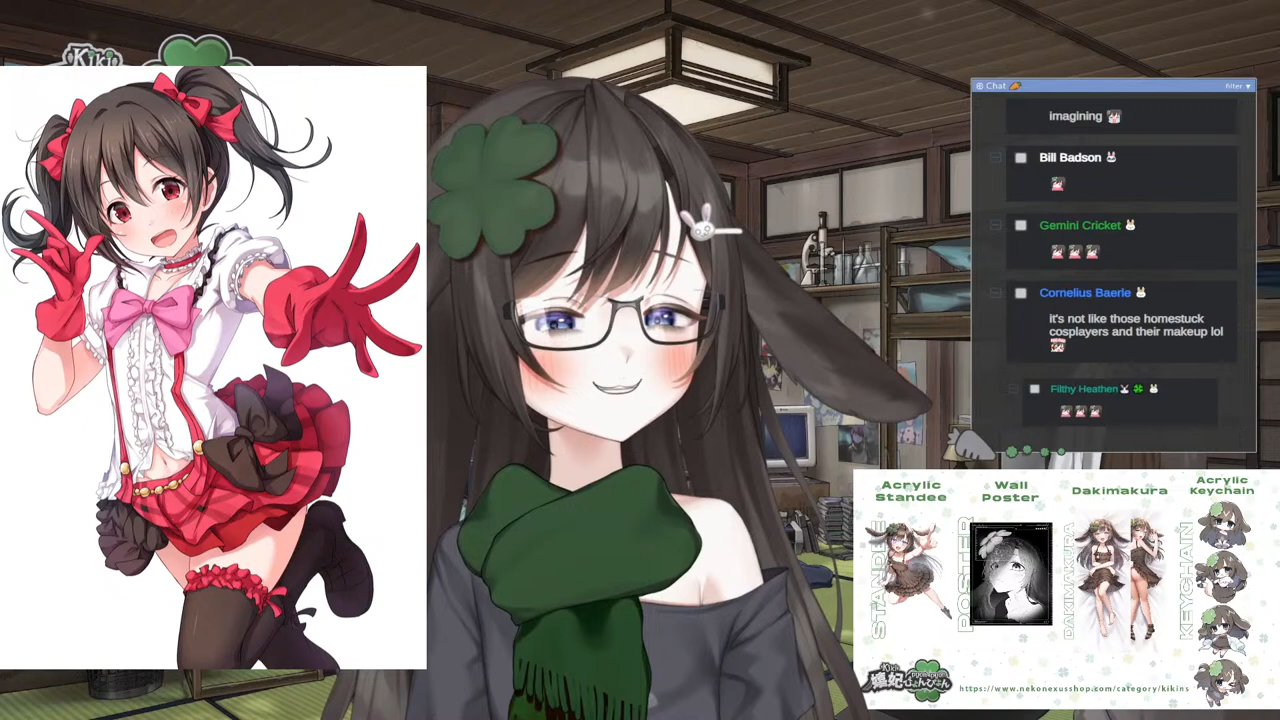 Kiki
Chat
filter ▼
imagining
Bill Badson
Gemini Cricket
Cornelius Baerle
it's not like those homestuck
cosplayers and their makeup lol
Filthy Heathen
Acrylic
Standee
Wall
Poster
Dakimakura
Acrylic
Keychain
STANDEE
POSTER
DAKIMAKURA
KEYCHAIN
Kiki
https://www.nekonexusshop.com/category/kikins